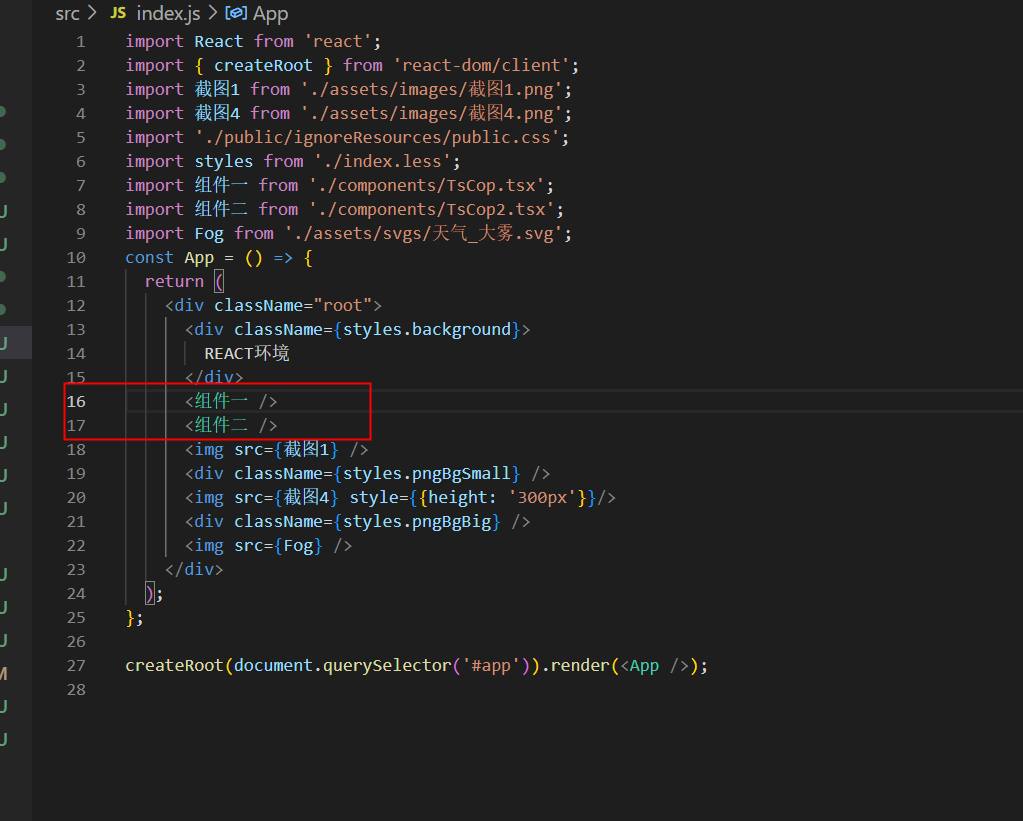 src > JS index.js > App
1 import React from 'react';
2 import { createRoot } from 'react-dom/client';
3 import 截图1 from './assets/images/截图1.png';
4 import 截图4 from './assets/images/截图4.png';
5 import './public/ignoreResources/public.css';
6 import styles from './index.less';
7 import 组件一 from './components/TsCop.tsx';
8 import 组件二 from './components/TsCop2.tsx';
9 import Fog from './assets/svgs/天气_大雾.svg';
10 const App = () => {
11   return (
12     <div className="root">
13       <div className={styles.background}>
14         REACT环境
15       </div>
16       <组件一 />
17       <组件二 />
18       <img src={截图1} />
19       <div className={styles.pngBgSmall} />
20       <img src={截图4} style={{height: '300px'}}/>
21       <div className={styles.pngBgBig} />
22       <img src={Fog} />
23     </div>
24   );
25 };
26
27 createRoot(document.querySelector('#app')).render(<App />);
28
U
U
U
U
U
U
U
U
U
U
U
M
U
U